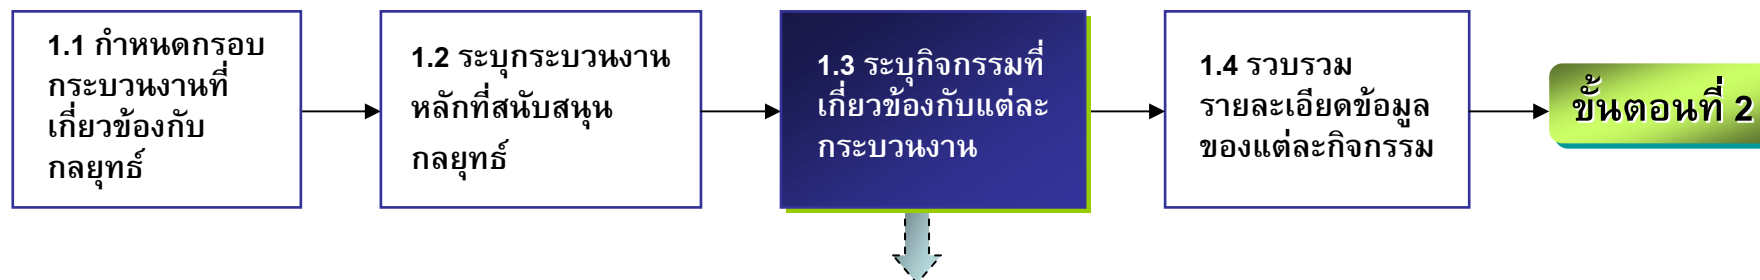 1.1 กำหนดกรอบ
กระบวนงานที่
เกี่ยวข้องกับ
กลยุทธ์
1.2 ระบุกระบวนงาน
หลักที่สนับสนุน
กลยุทธ์
1.3 ระบุกิจกรรมที่
เกี่ยวข้องกับแต่ละ
กระบวนงาน
1.4 รวบรวม
รายละเอียดข้อมูล
ของแต่ละกิจกรรม
ขั้นตอนที่ 2